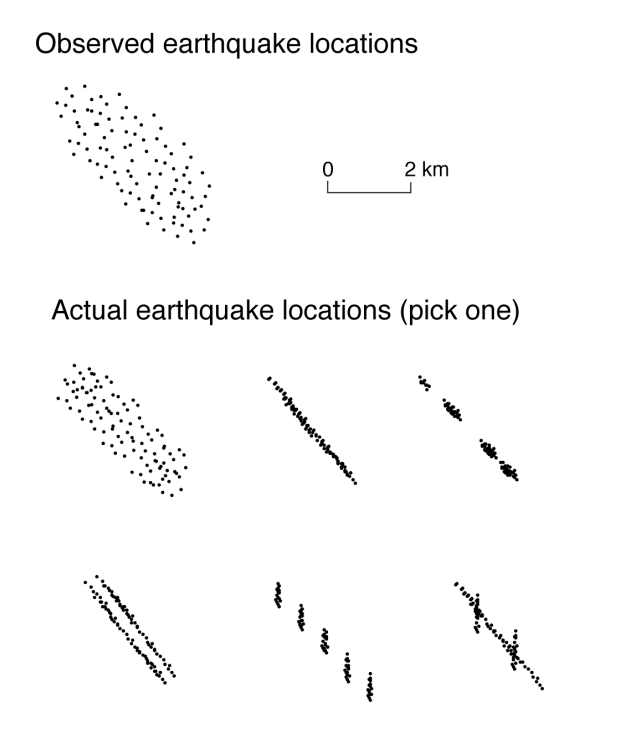 Observed earthquake locations
0 2 km
Actual earthquake locations (pick one)